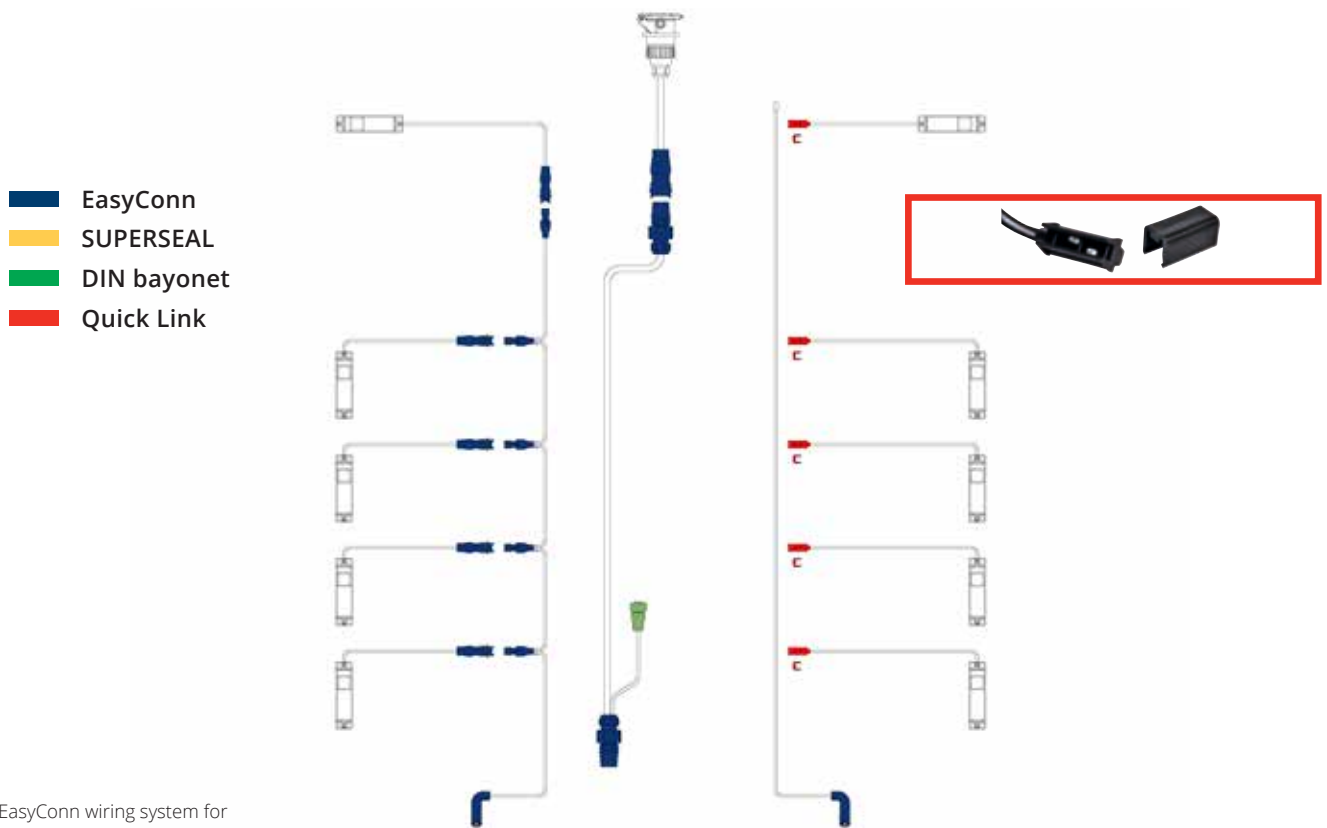 EasyConn
SUPERSEAL
DIN bayonet
Quick Link
EasyConn wiring system for